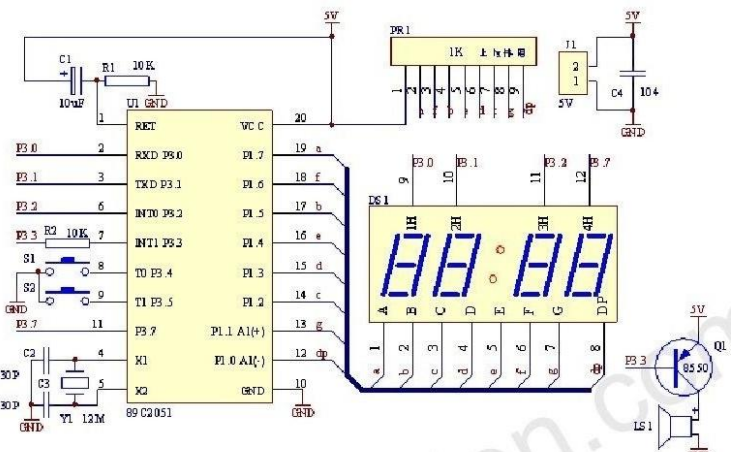 5V
PR1
1K 上拉排阻
1 2 3 4 5 6 7 8 9
a f b e d c g dp
J1
2
1
5V
5V
C4 104
GND
C1
10uF
R1 10K
GND
U1
1 RET VCC 20
P3.0 2 RXD P3.0 P1.7 19 a
P3.1 3 TXD P3.1 P1.6 18 f
P3.2 6 INT0 P3.2 P1.5 17 b
P3.3 R2 10K 7 INT1 P3.3 P1.4 16 e
S1 8 T0 P3.4 P1.3 15 d
S2 9 T1 P3.5 P1.2 14 c
GND
P3.7 11 P3.7 P1.1 A1(+) 13 g
C2 4 X1 P1.0 A1(-) 12 dp
30P C3 5 X2 GND 10
30P Y1 12M
GND
89C2051
GND
P3.0 P3.1 P3.2 P3.7
9 10 11 12
DS1
1H 2H 3H 4H
A B C D E F G DP
1 2 3 4 5 6 7 8
a b c d e f g dp
5V
Q1
P3.3 8550
LS1